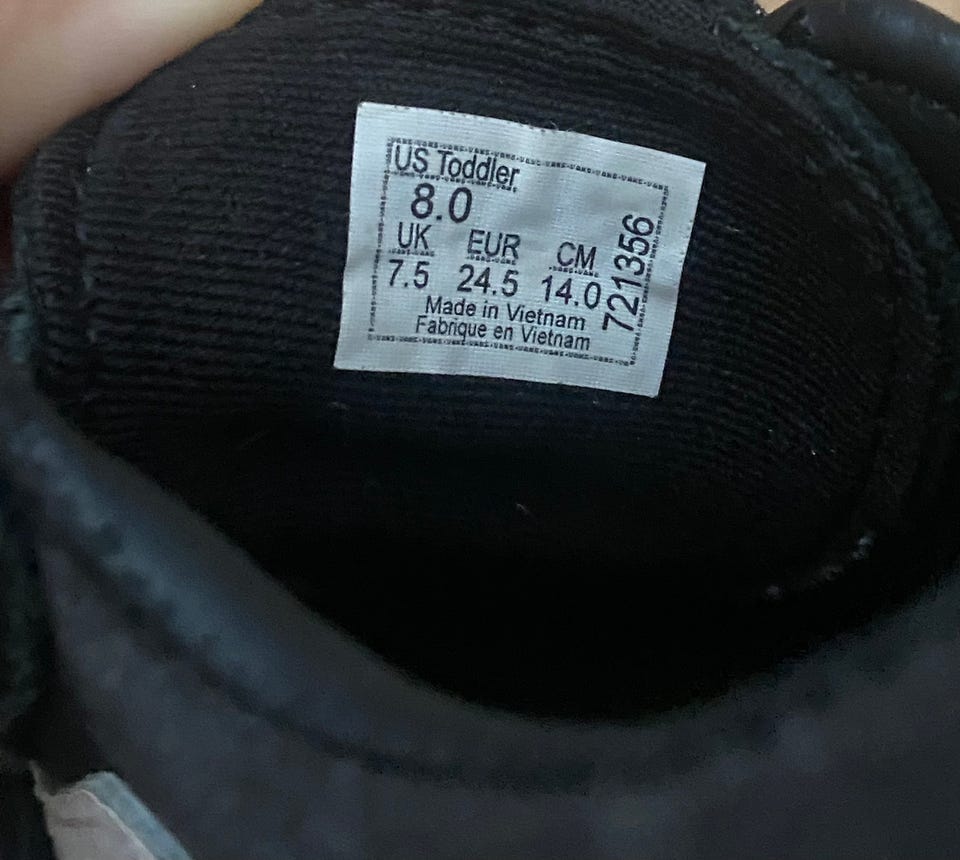 US Toddler
8.0
UK EUR CM
7.5 24.5 14.0
Made in Vietnam
Fabrique en Vietnam
721356